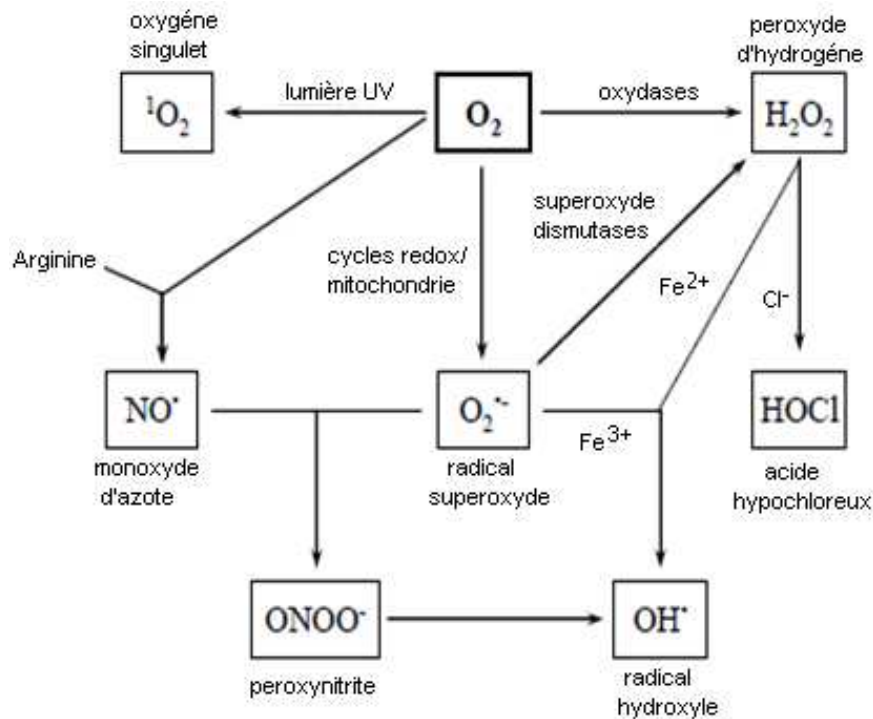 oxygéne
singulet
peroxyde
d'hydrogéne
¹O₂
lumière UV
O₂
oxydases
H₂O₂
superoxyde
dismutases
Arginine
cycles redox/
mitochondrie
Fe²⁺
Cl⁻
NO•
O₂•-
Fe³⁺
HOCl
monoxyde
d'azote
radical
superoxyde
acide
hypochloreux
ONOO⁻
OH•
peroxynitrite
radical
hydroxyle